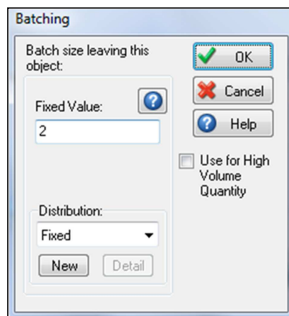 Batching
Batch size leaving this
object:
Fixed Value:
2
Distribution:
Fixed
New
Detail
OK
Cancel
Help
Use for High
Volume
Quantity